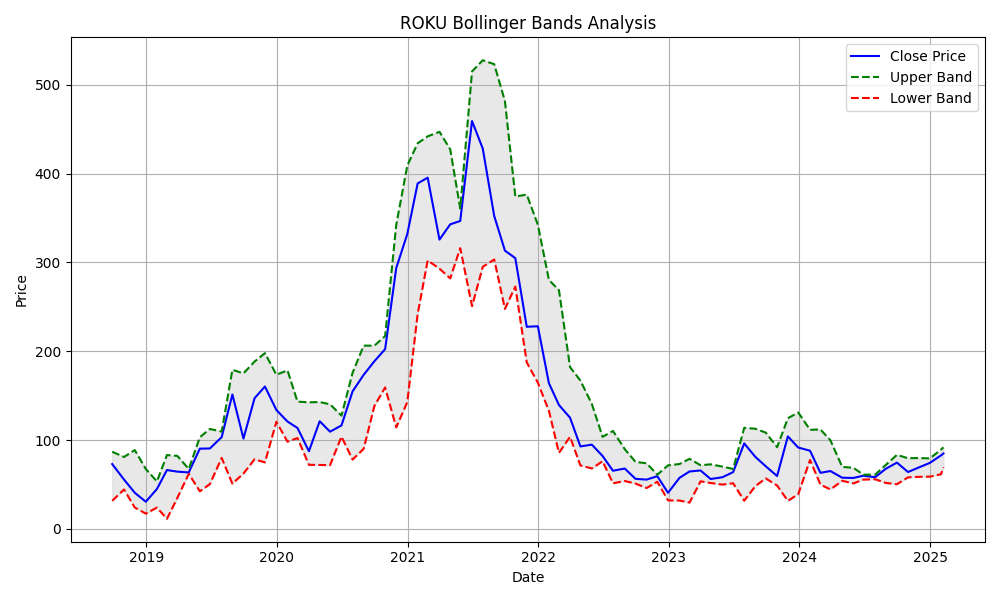 ROKU Bollinger Bands Analysis
Close Price
Upper Band
Lower Band
Price
500
400
300
200
100
0
2019 2020 2021 2022 2023 2024 2025
Date